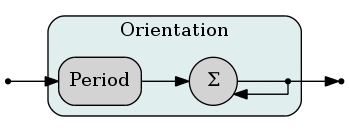 Orientation
Period
Σ